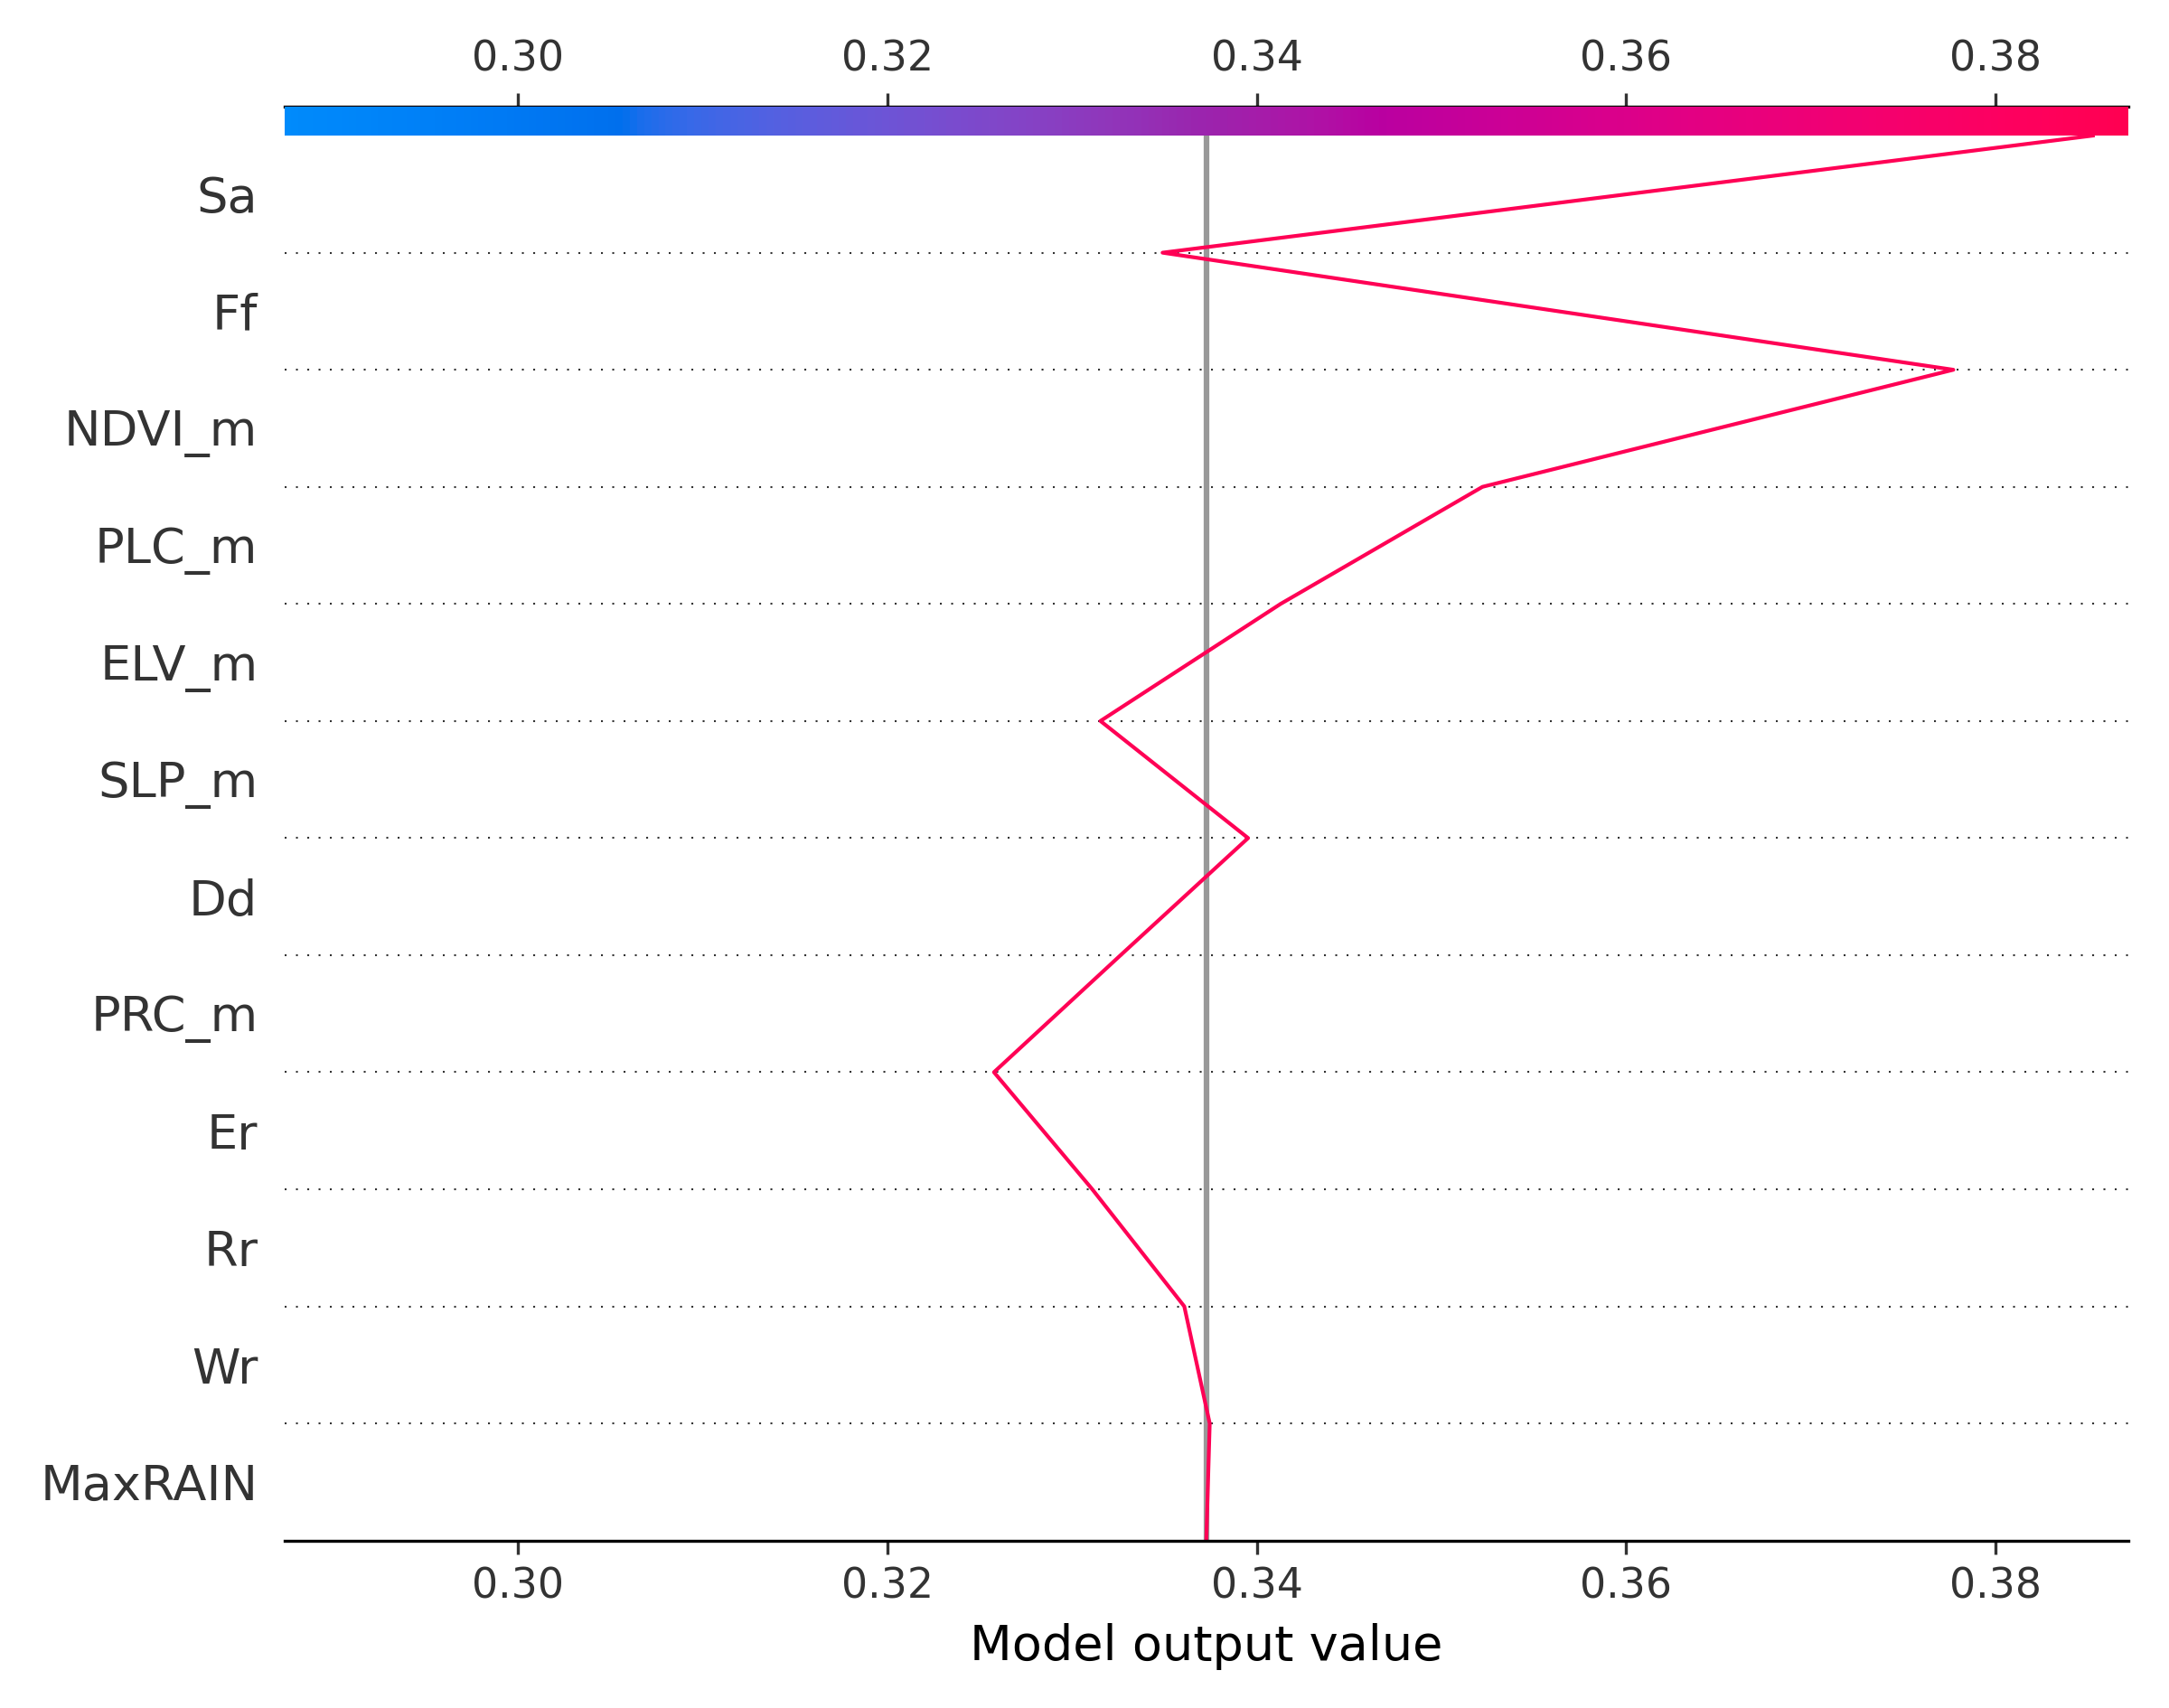 0.30 0.32 0.34 0.36 0.38
Sa
Ff
NDVI_m
PLC_m
ELV_m
SLP_m
Dd
PRC_m
Er
Rr
Wr
MaxRAIN
0.30 0.32 0.34 0.36 0.38
Model output value